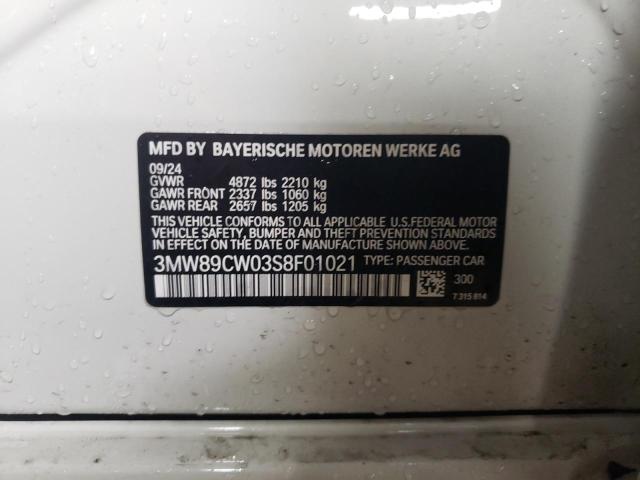 MFD BY BAYERISCHE MOTOREN WERKE AG
09/24
GVWR 4872 lbs 2210 kg
GAWR FRONT 2337 lbs 1060 kg
GAWR REAR 2657 lbs 1205 kg
THIS VEHICLE CONFORMS TO ALL APPLICABLE U.S.FEDERAL MOTOR
VEHICLE SAFETY, BUMPER AND THEFT PREVENTION STANDARDS
IN EFFECT ON THE DATE OF MANUFACTURE SHOWN ABOVE.
3MW89CW03S8F01021 TYPE: PASSENGER CAR
300
7 315 814